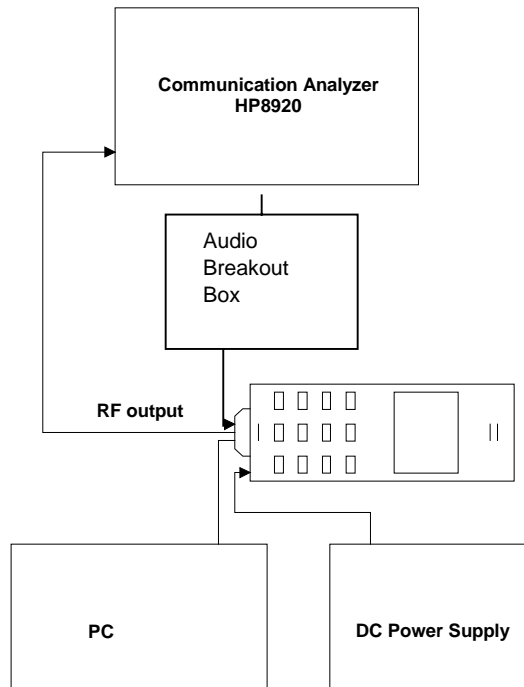 Communication Analyzer
HP8920
Audio
Breakout
Box
RF output
PC
DC Power Supply